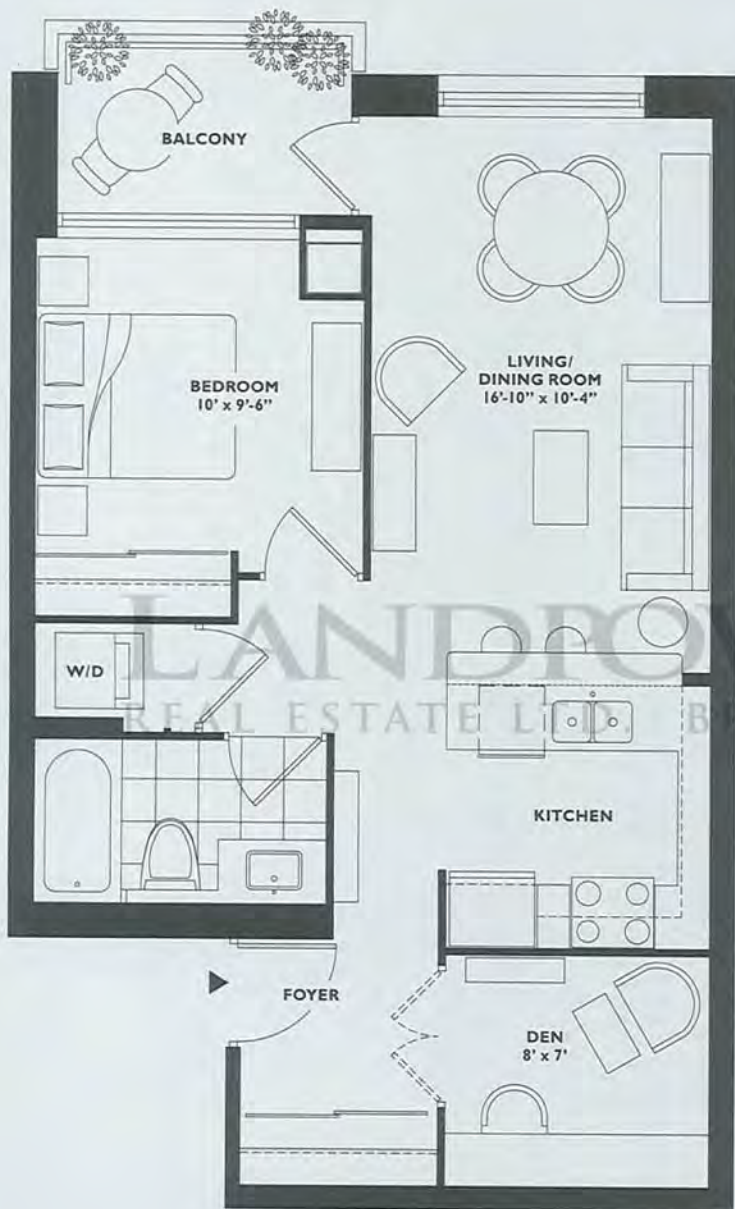 BALCONY
BEDROOM
10' x 9'-6"
LIVING/
DINING ROOM
16'-10" x 10'-4"
W/D
LANDPOW
REAL ESTATE LTD. B
KITCHEN
FOYER
DEN
8' x 7'